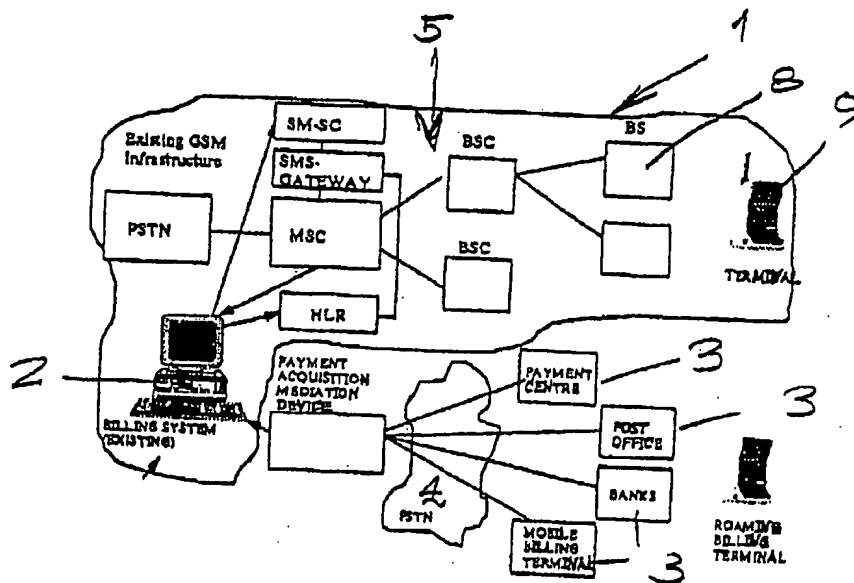 5
1
8
9
SM-SC
BS
BSC
Existing GSM
Infrastructure
SMS-
GATEWAY
PSTN
MSC
BSC
TERMINAL
HLR
2
PAYMENT
ACQUISITION
MEDIATION
DEVICE
PAYMENT
CENTRE
3
BILLING SYSTEM
(EXISTING)
POST
OFFICE
3
4
PSTN
BANKS
MOBILE
BILLING
TERMINAL
3
ROAMING
BILLING
TERMINAL